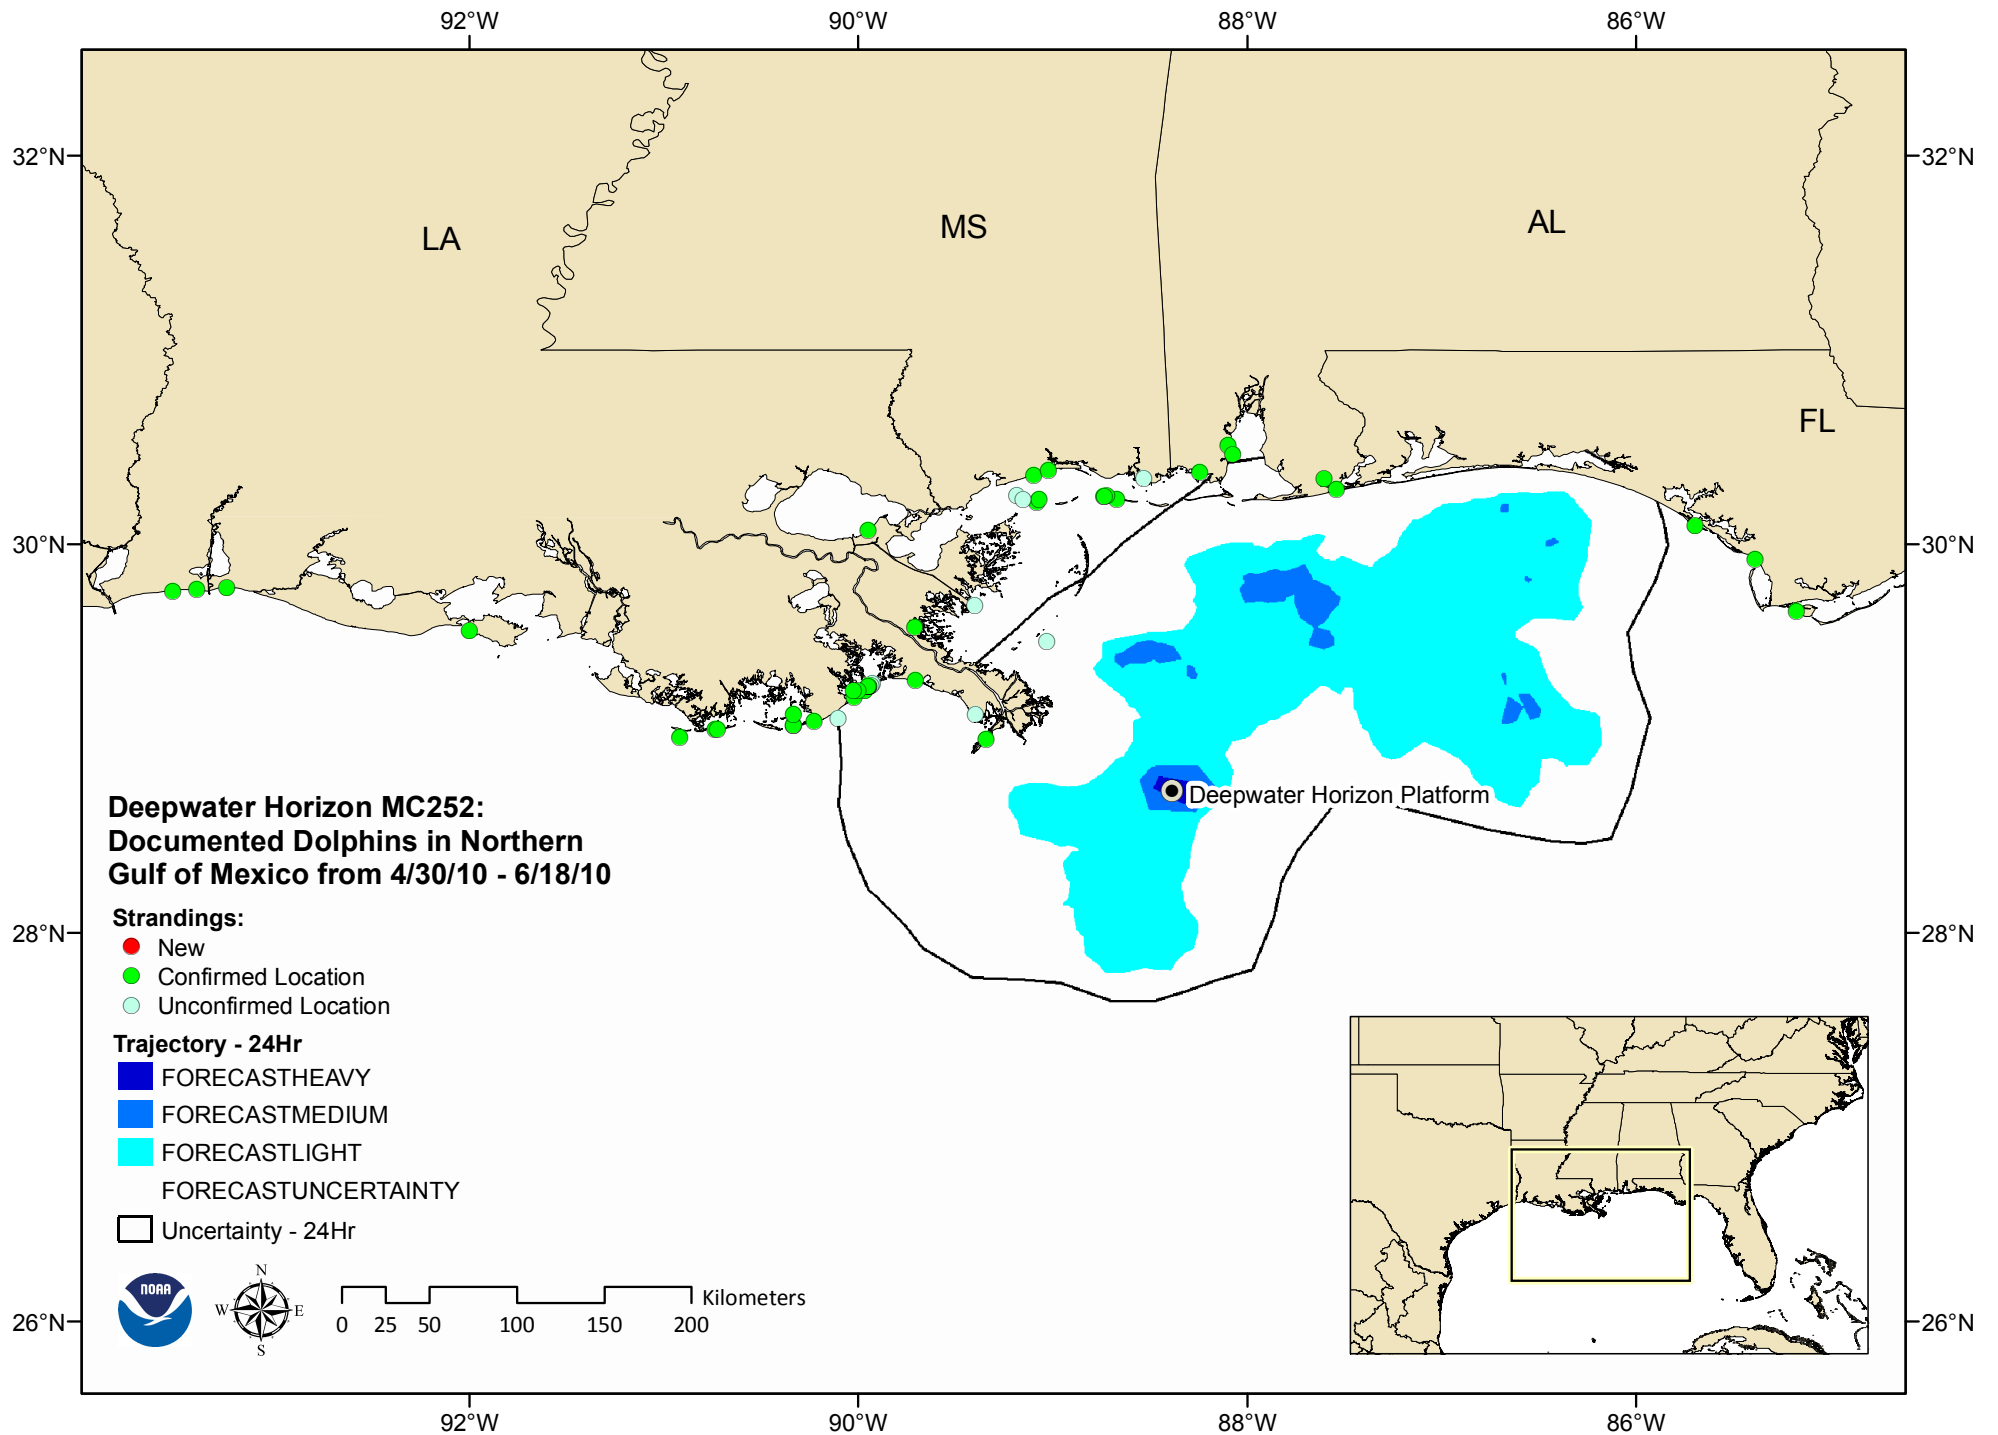 92°W
90°W
88°W
86°W
32°N
32°N
LA
MS
AL
FL
30°N
30°N
Deepwater Horizon Platform
Deepwater Horizon MC252:
Documented Dolphins in Northern
Gulf of Mexico from 4/30/10 - 6/18/10
Strandings:
New
Confirmed Location
Unconfirmed Location
28°N
28°N
Trajectory - 24Hr
FORECASTHEAVY
FORECASTMEDIUM
FORECASTLIGHT
FORECASTUNCERTAINTY
Uncertainty - 24Hr
NOAA
N
W
E
S
Kilometers
0 25 50 100 150 200
26°N
26°N
92°W
90°W
88°W
86°W